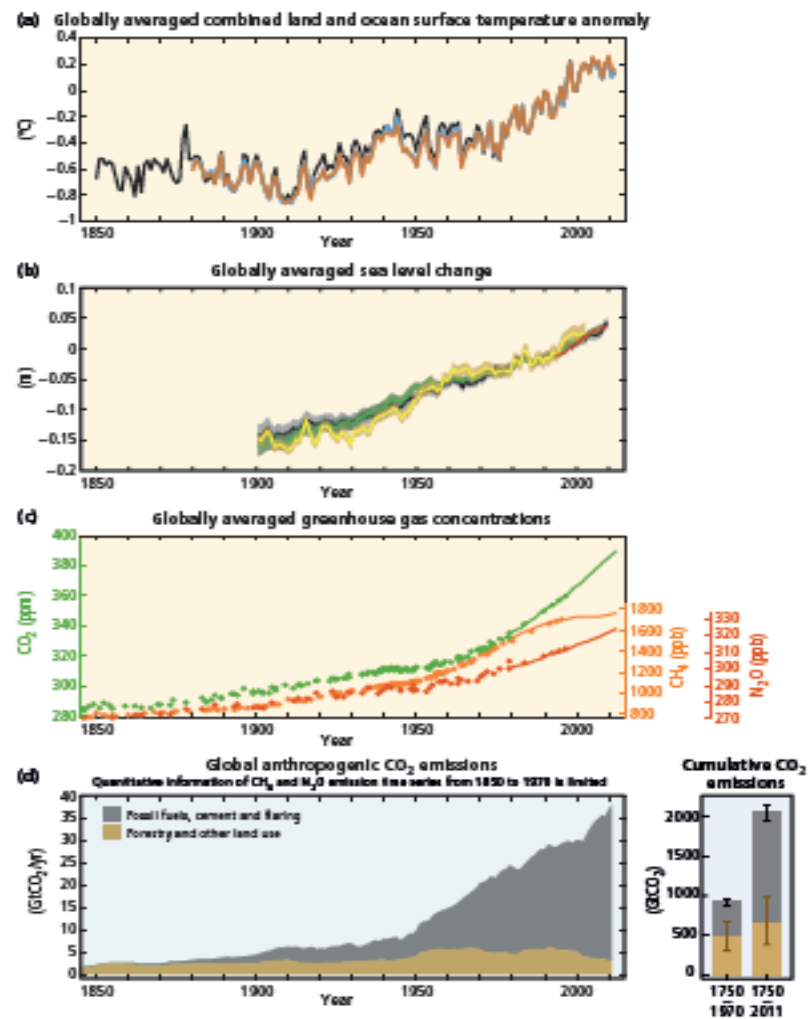 (a) Globally averaged combined land and ocean surface temperature anomaly
0.4
0.2
0
−0.2
−0.4
−0.6
−0.8
−1
(°C)
1850 1900 1950 2000
Year
(b) Globally averaged sea level change
0.1
0.05
0
−0.05
−0.1
−0.15
−0.2
(m)
1850 1900 1950 2000
Year
(c) Globally averaged greenhouse gas concentrations
400
380
360
340
320
300
280
CO₂ (ppm)
1800
1600
1400
1200
1000
800
CH₄ (ppb)
330
320
310
300
290
280
270
N₂O (ppb)
1850 1900 1950 2000
Year
(d) Global anthropogenic CO₂ emissions
Quantitative information of CH₄ and N₂O emission time series from 1850 to 1970 is limited
40
35
30
25
20
15
10
5
0
(GtCO₂/yr)
Fossil fuels, cement and flaring
Forestry and other land use
1850 1900 1950 2000
Year
Cumulative CO₂
emissions
2000
1500
1000
500
0
(GtCO₂)
1750 1750
– –
1970 2011